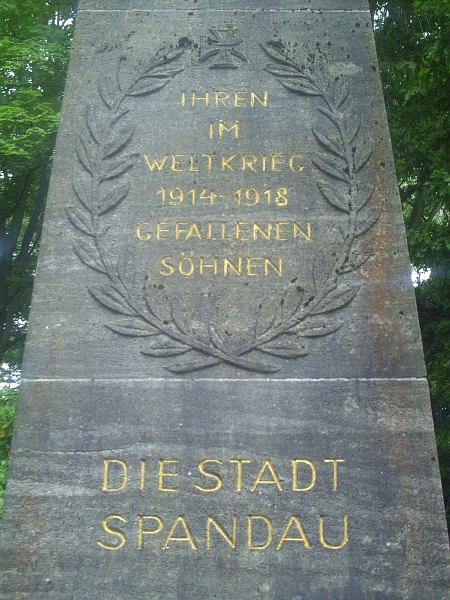 IHREN
IM
WELTKRIEG
1914-1918
GEFALLENEN
SÖHNEN
DIE STADT
SPANDAU